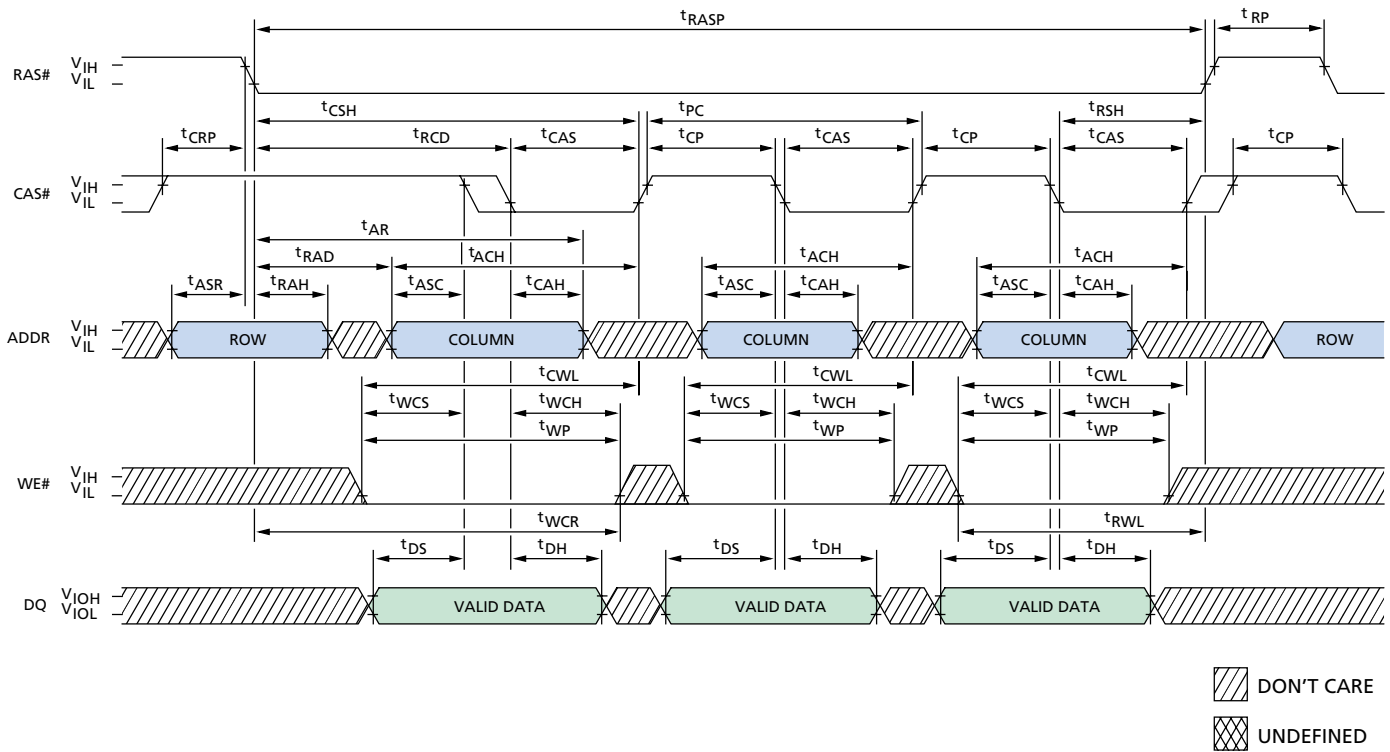 tRASP
tRP
RAS#
VIH
VIL
tCSH
tPC
tRSH
tCRP
tRCD
tCAS
tCP
tCAS
tCP
tCAS
tCP
CAS#
VIH
VIL
tAR
tRAD
tACH
tACH
tACH
tASR
tRAH
tASC
tCAH
tASC
tCAH
tASC
tCAH
ADDR
VIH
VIL
ROW
COLUMN
COLUMN
COLUMN
ROW
tCWL
tCWL
tCWL
tWCS
tWCH
tWCS
tWCH
tWCS
tWCH
tWP
tWP
tWP
WE#
VIH
VIL
tWCR
tRWL
tDS
tDH
tDS
tDH
tDS
tDH
DQ
VIOH
VIOL
VALID DATA
VALID DATA
VALID DATA
DON'T CARE
UNDEFINED